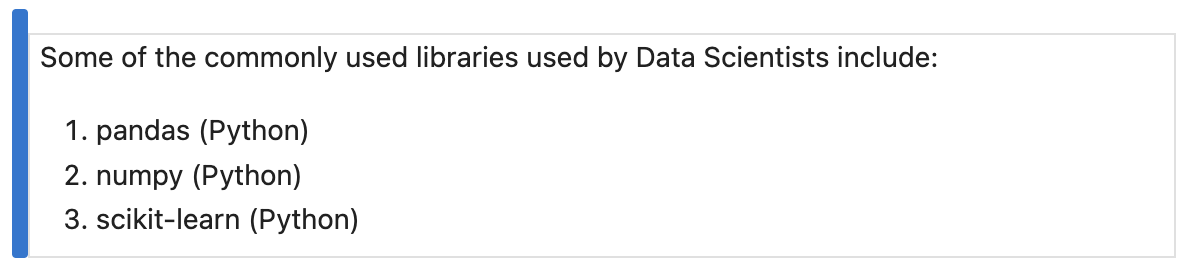 Some of the commonly used libraries used by Data Scientists include:
1. pandas (Python)
2. numpy (Python)
3. scikit-learn (Python)